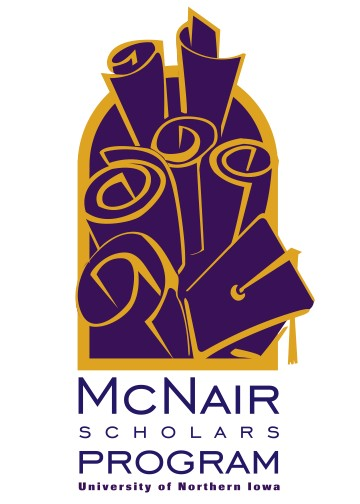 McNAIR
SCHOLARS
PROGRAM
University of Northern Iowa